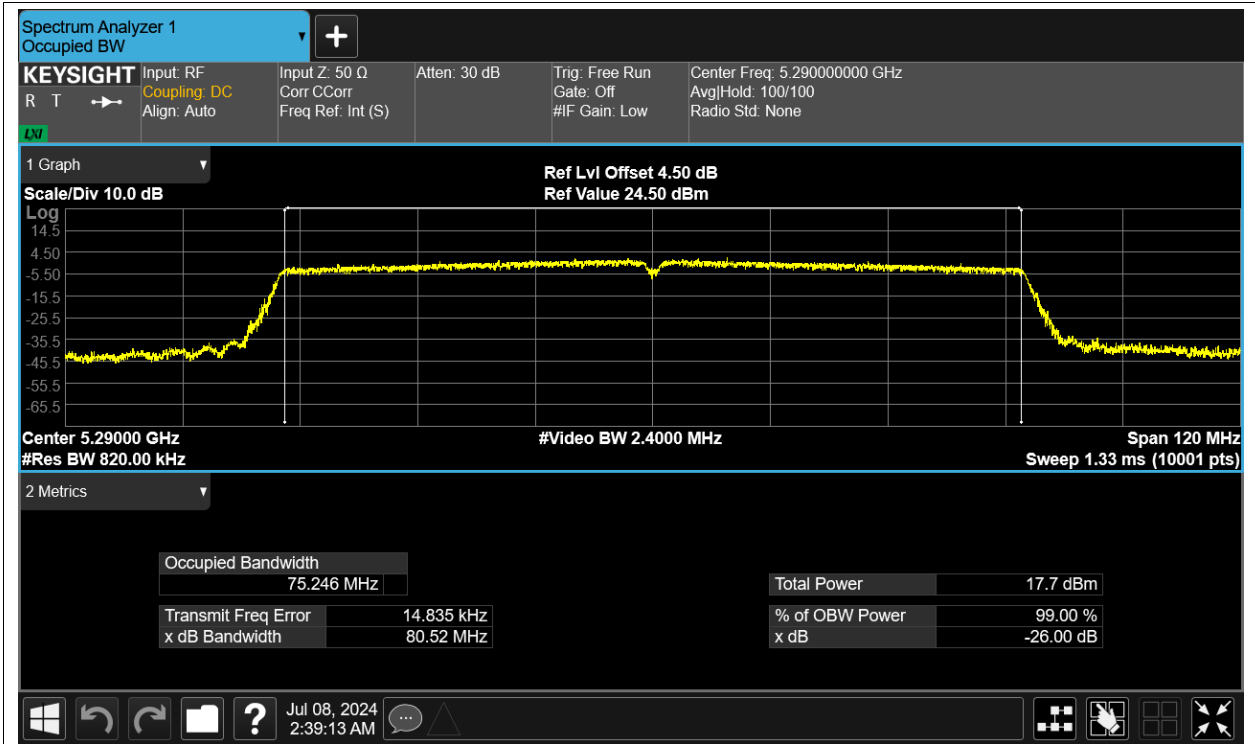 Spectrum Analyzer 1
Occupied BW
KEYSIGHT
R T
LXI
Input: RF
Coupling: DC
Align: Auto
Input Z: 50 Ω
Corr CCorr
Freq Ref: Int (S)
Atten: 30 dB
Trig: Free Run
Gate: Off
#IF Gain: Low
Center Freq: 5.290000000 GHz
Avg|Hold: 100/100
Radio Std: None
1 Graph
Scale/Div 10.0 dB
Ref Lvl Offset 4.50 dB
Ref Value 24.50 dBm
Log
14.5
4.50
-5.50
-15.5
-25.5
-35.5
-45.5
-55.5
-65.5
Center 5.29000 GHz
#Video BW 2.4000 MHz
Span 120 MHz
#Res BW 820.00 kHz
Sweep 1.33 ms (10001 pts)
2 Metrics
Occupied Bandwidth
75.246 MHz
Transmit Freq Error 14.835 kHz
x dB Bandwidth 80.52 MHz
Total Power 17.7 dBm
% of OBW Power 99.00 %
x dB -26.00 dB
?
Jul 08, 2024
2:39:13 AM